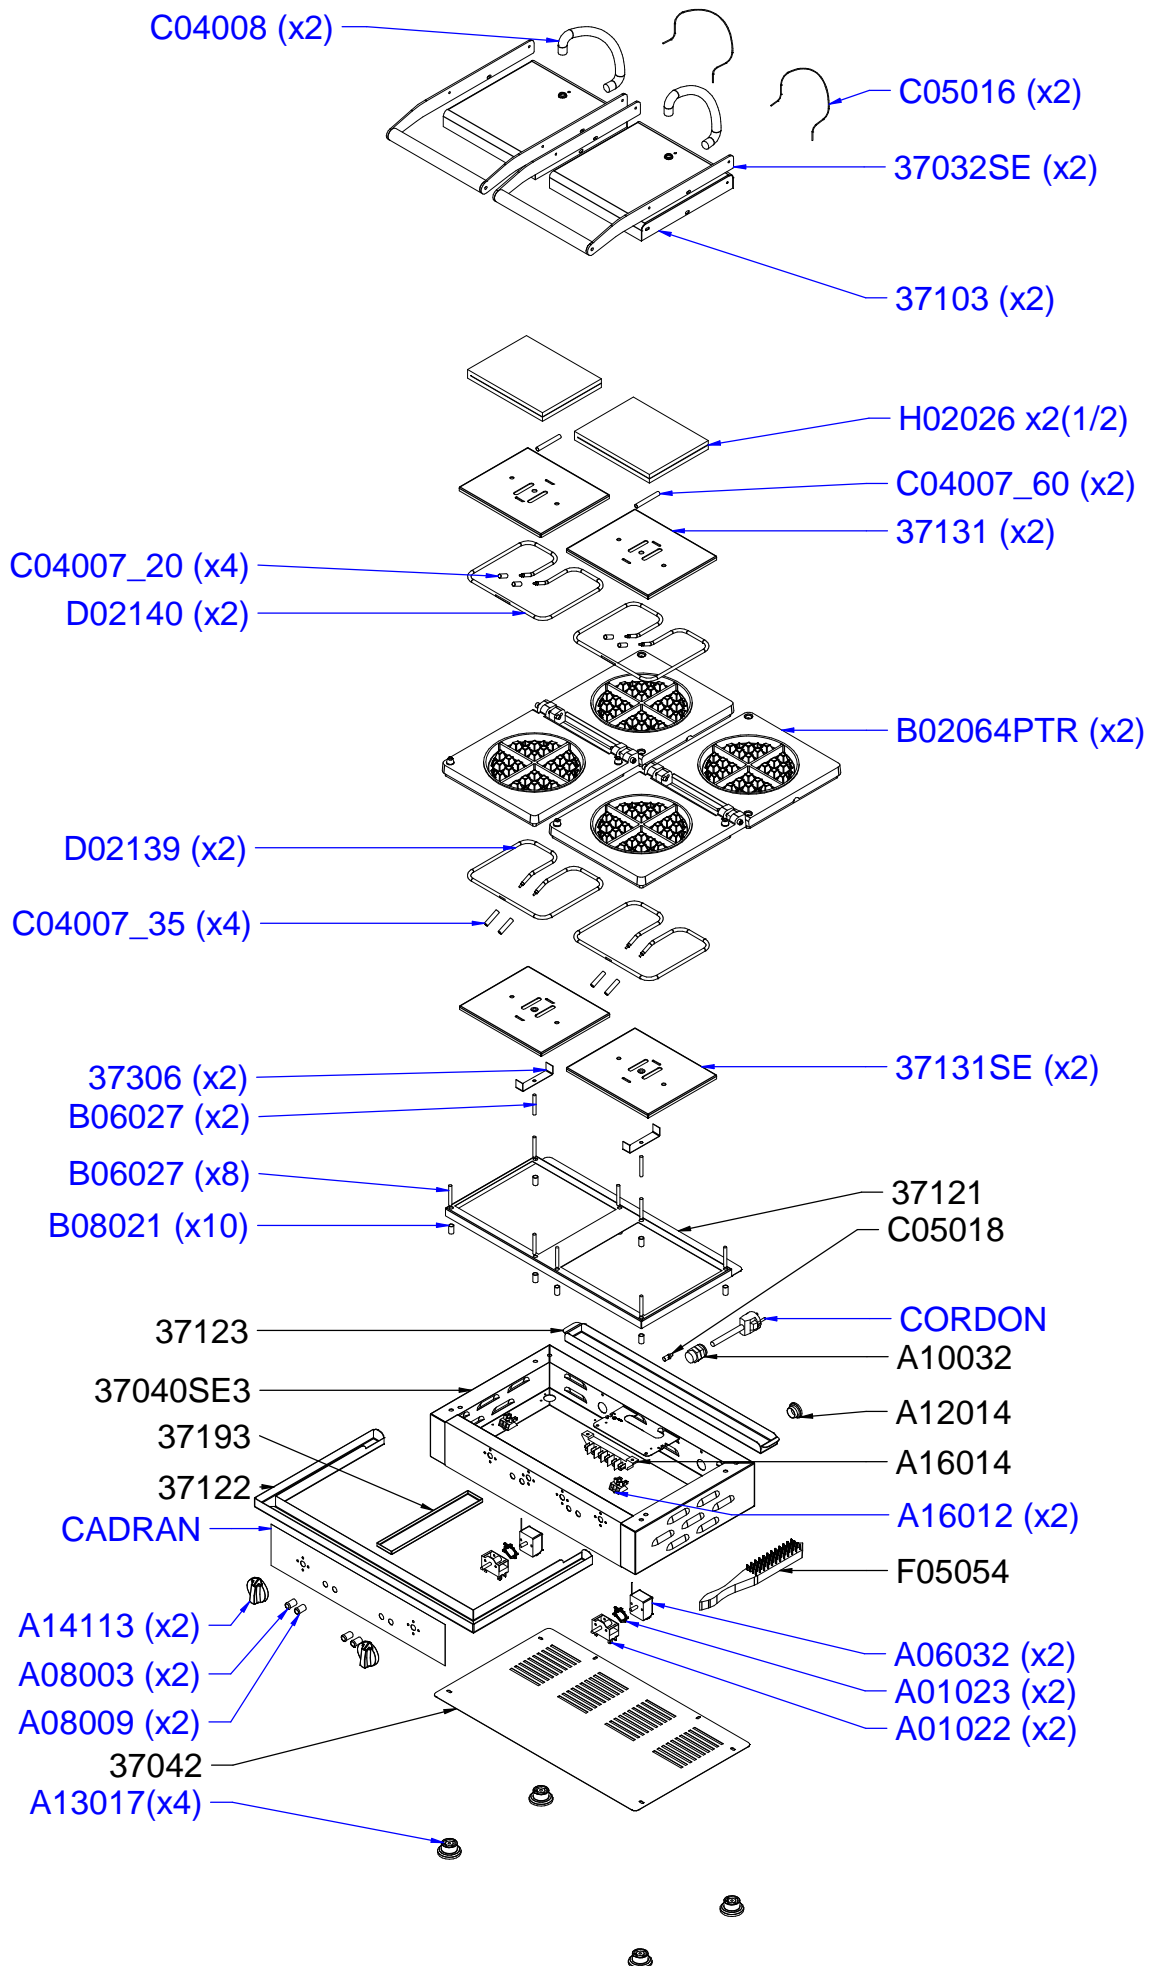 C04008 (x2)
C05016 (x2)
37032SE (x2)
37103 (x2)
H02026 x2(1/2)
C04007_60 (x2)
37131 (x2)
C04007_20 (x4)
D02140 (x2)
B02064PTR (x2)
D02139 (x2)
C04007_35 (x4)
37131SE (x2)
37306 (x2)
B06027 (x2)
B06027 (x8)
37121
B08021 (x10)
C05018
CORDON
37123
A10032
37040SE3
A12014
37193
A16014
37122
A16012 (x2)
CADRAN
F05054
A14113 (x2)
A06032 (x2)
A08003 (x2)
A01023 (x2)
A08009 (x2)
A01022 (x2)
37042
A13017(x4)